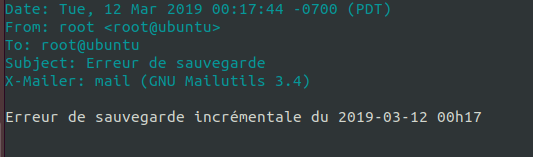 Date: Tue, 12 Mar 2019 00:17:44 -0700 (PDT)
From: root <root@ubuntu>
To: root@ubuntu
Subject: Erreur de sauvegarde
X-Mailer: mail (GNU Mailutils 3.4)
Erreur de sauvegarde incrémentale du 2019-03-12 00h17